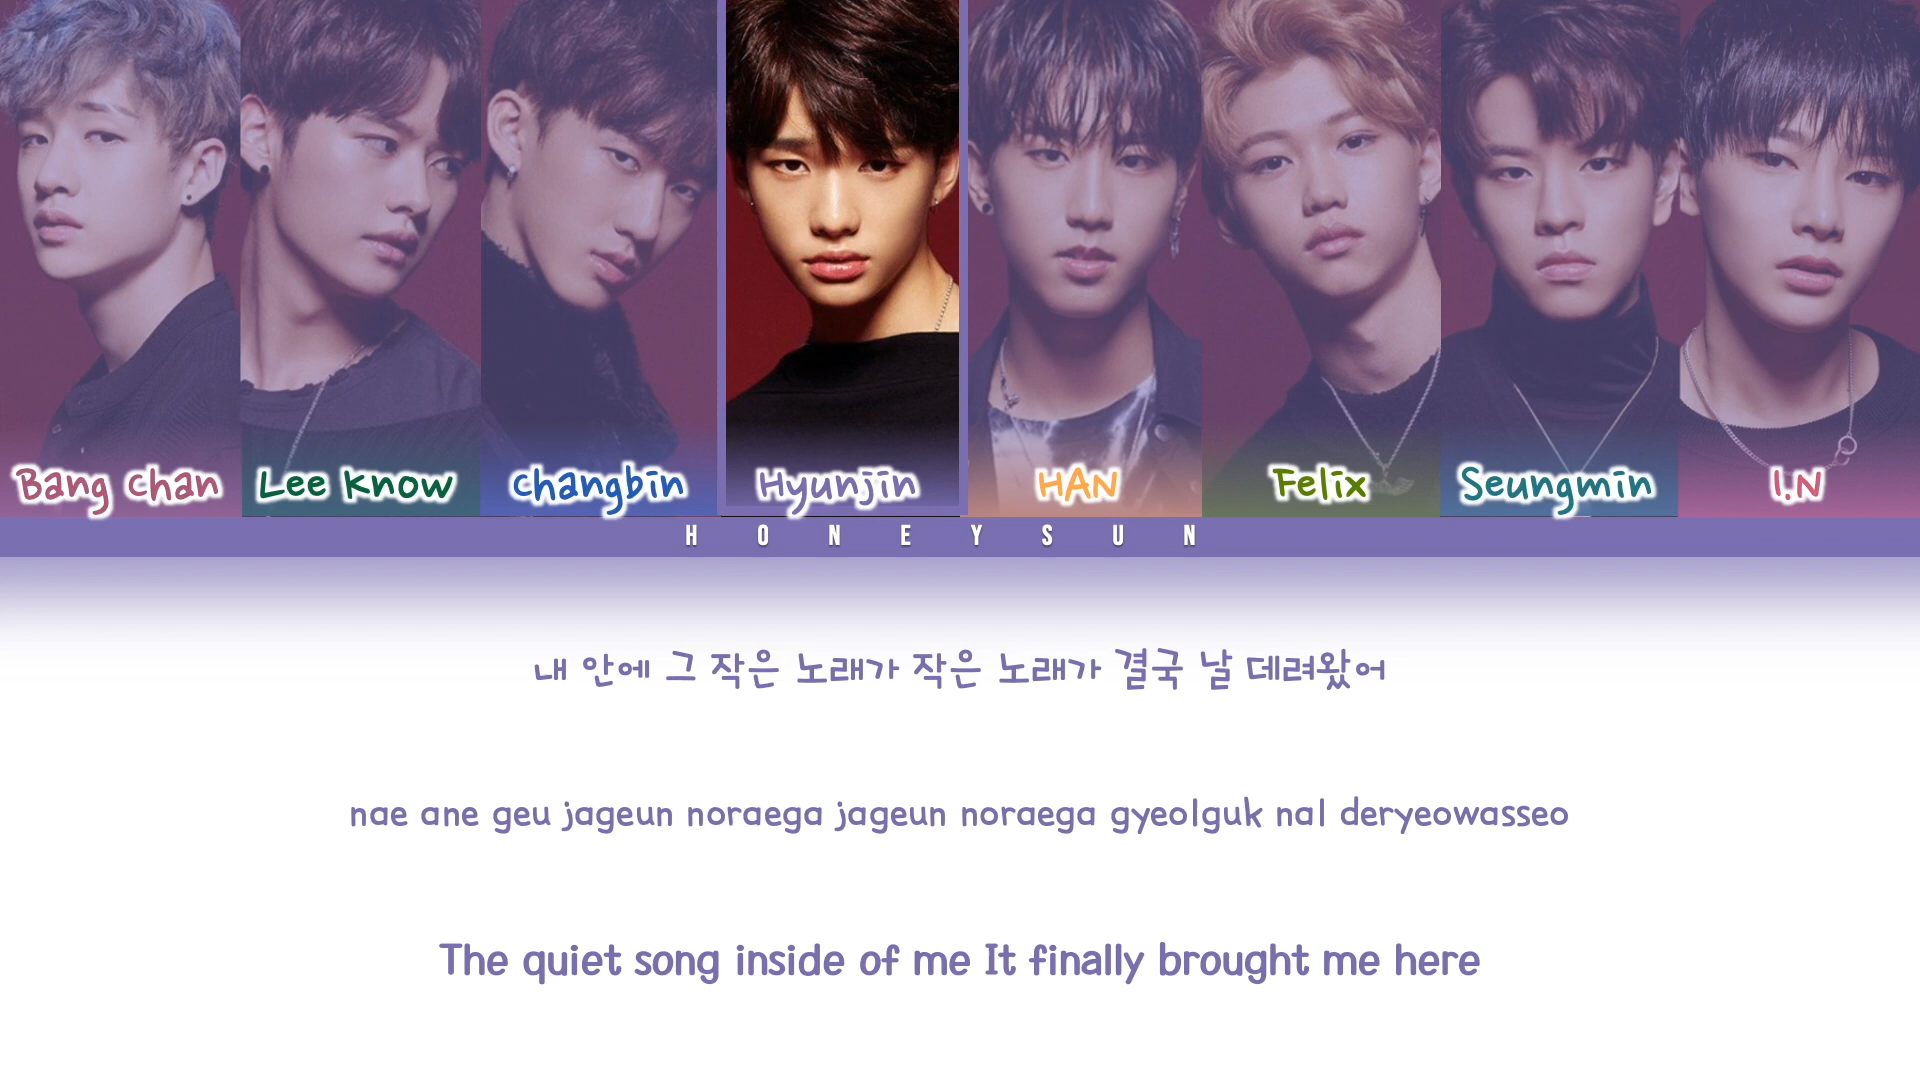 Bang Chan
Lee Know
Changbin
Hyunjin
HAN
Felix
Seungmin
I.N
HONEYSUN
내 안에 그 작은 노래가 작은 노래가 결국 날 데려왔어
nae ane geu jageun noraega jageun noraega gyeolguk nal deryeowasseo
The quiet song inside of me It finally brought me here